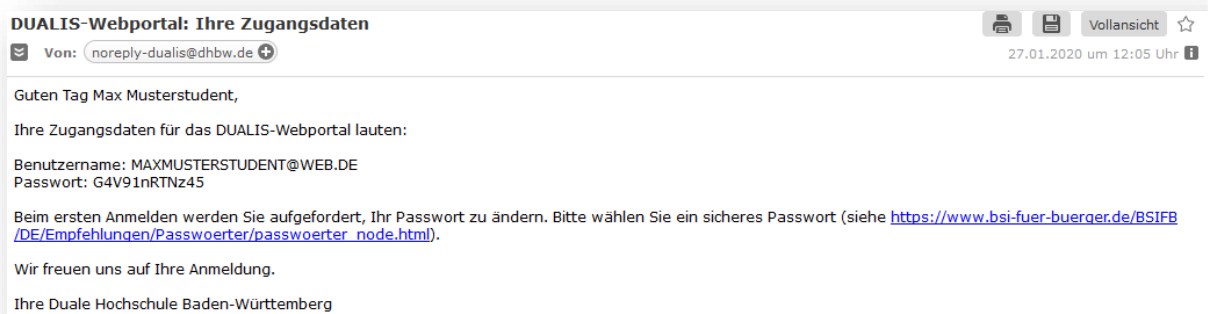 DUALIS-Webportal: Ihre Zugangsdaten
Vollansicht
Von: noreply-dualis@dhbw.de
27.01.2020 um 12:05 Uhr
Guten Tag Max Musterstudent,
Ihre Zugangsdaten für das DUALIS-Webportal lauten:
Benutzername: MAXMUSTERSTUDENT@WEB.DE
Passwort: G4V91nRTNz45
Beim ersten Anmelden werden Sie aufgefordert, Ihr Passwort zu ändern. Bitte wählen Sie ein sicheres Passwort (siehe https://www.bsi-fuer-buerger.de/BSIFB
/DE/Empfehlungen/Passwoerter/passwoerter_node.html).
Wir freuen uns auf Ihre Anmeldung.
Ihre Duale Hochschule Baden-Württemberg